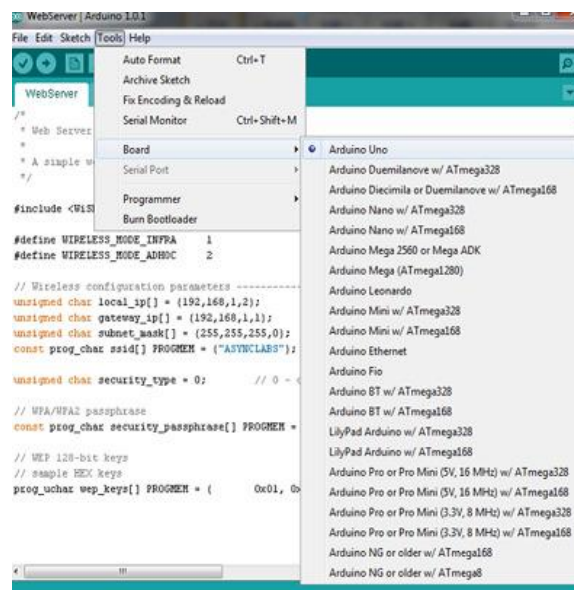 WebServer | Arduino 1.0.1
File Edit Sketch Tools Help
Auto Format Ctrl+T
Archive Sketch
Fix Encoding & Reload
Serial Monitor Ctrl+Shift+M
Board
Serial Port
Programmer
Burn Bootloader
Arduino Uno
Arduino Duemilanove w/ ATmega328
Arduino Diecimila or Duemilanove w/ ATmega168
Arduino Nano w/ ATmega328
Arduino Nano w/ ATmega168
Arduino Mega 2560 or Mega ADK
Arduino Mega (ATmega1280)
Arduino Leonardo
Arduino Mini w/ ATmega328
Arduino Mini w/ ATmega168
Arduino Ethernet
Arduino Fio
Arduino BT w/ ATmega328
Arduino BT w/ ATmega168
LilyPad Arduino w/ ATmega328
LilyPad Arduino w/ ATmega168
Arduino Pro or Pro Mini (5V, 16 MHz) w/ ATmega328
Arduino Pro or Pro Mini (5V, 16 MHz) w/ ATmega168
Arduino Pro or Pro Mini (3.3V, 8 MHz) w/ ATmega328
Arduino Pro or Pro Mini (3.3V, 8 MHz) w/ ATmega168
Arduino NG or older w/ ATmega168
Arduino NG or older w/ ATmega8
WebServer
/*
* Web Server
*
* A simple w
*/
#include <WiS
#define WIRELESS_MODE_INFRA 1
#define WIRELESS_MODE_ADHOC 2
// Wireless configuration parameters ------------
unsigned char local_ip[] = {192,168,1,2};
unsigned char gateway_ip[] = {192,168,1,1};
unsigned char subnet_mask[] = {255,255,255,0};
const prog_char ssid[] PROGMEM = {"ASYNCLABS"};
unsigned char security_type = 0; // 0 -
// WPA/WPA2 passphrase
const prog_char security_passphrase[] PROGMEM =
// WEP 128-bit keys
// sample HEX keys
prog_uchar wep_keys[] PROGMEM = { 0x01, 0x